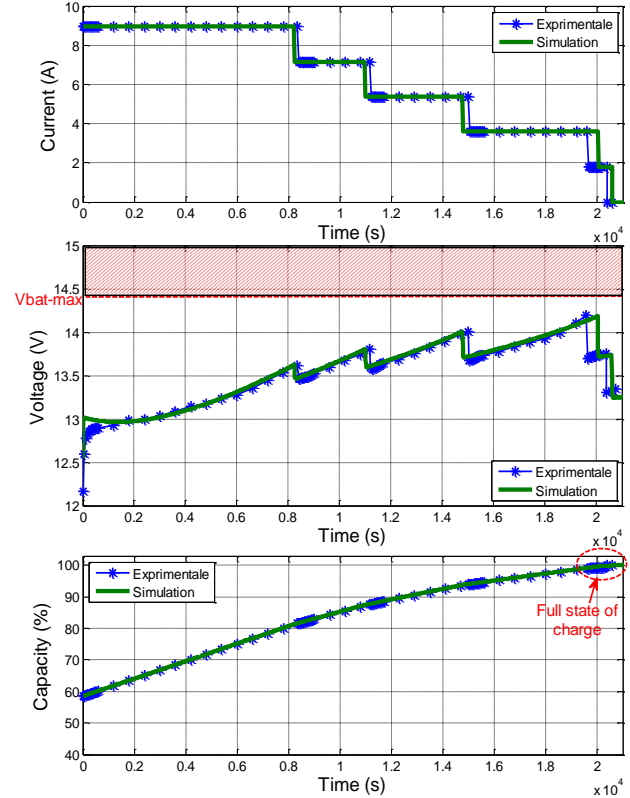 10
8
6
4
2
0
Current (A)
Exprimentale
Simulation
0 0.2 0.4 0.6 0.8 1 1.2 1.4 1.6 1.8 2
Time (s)
x 10^4
15
14.5
Vbat-max
14
13.5
13
12.5
12
Voltage (V)
Exprimentale
Simulation
0 0.2 0.4 0.6 0.8 1 1.2 1.4 1.6 1.8 2
Time (s)
x 10^4
100
90
80
70
60
50
40
Capacity (%)
Exprimentale
Simulation
Full state of
charge
0 0.2 0.4 0.6 0.8 1 1.2 1.4 1.6 1.8 2
Time (s)
x 10^4